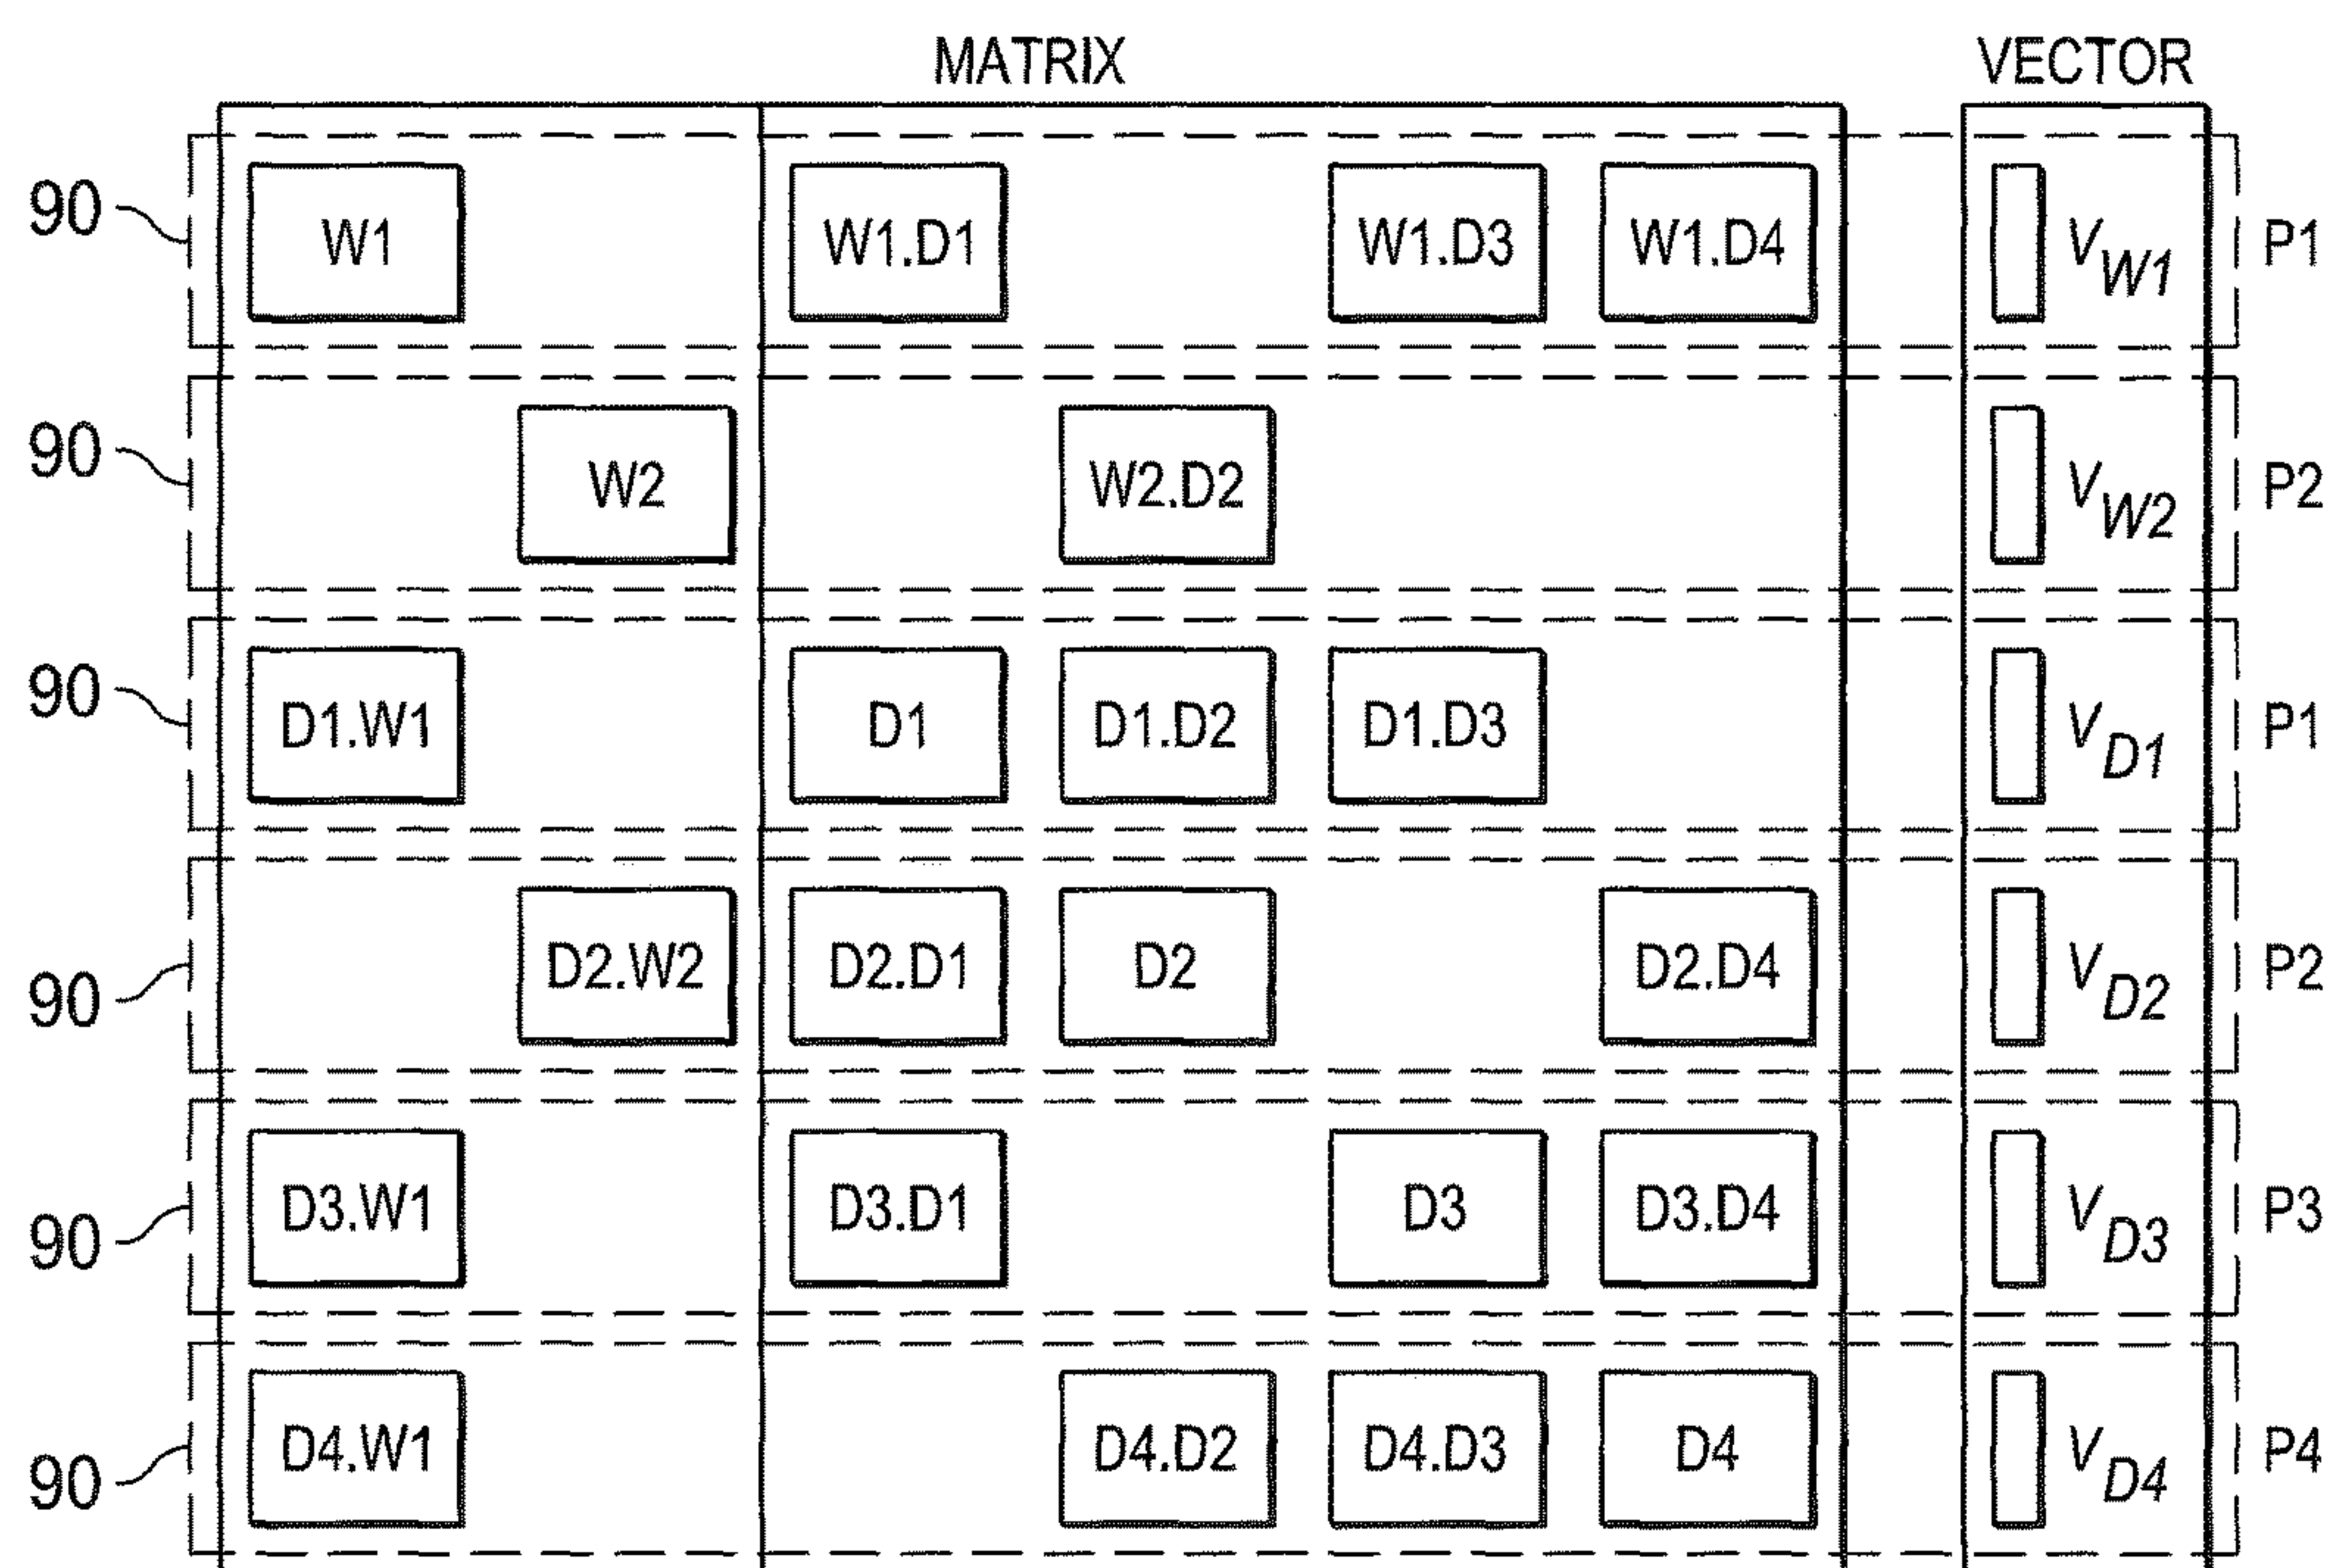 MATRIX VECTOR
90 W1 W1.D1 W1.D3 W1.D4 VW1 P1
90 W2 W2.D2 VW2 P2
90 D1.W1 D1 D1.D2 D1.D3 VD1 P1
90 D2.W2 D2.D1 D2 D2.D4 VD2 P2
90 D3.W1 D3.D1 D3 D3.D4 VD3 P3
90 D4.W1 D4.D2 D4.D3 D4 VD4 P4